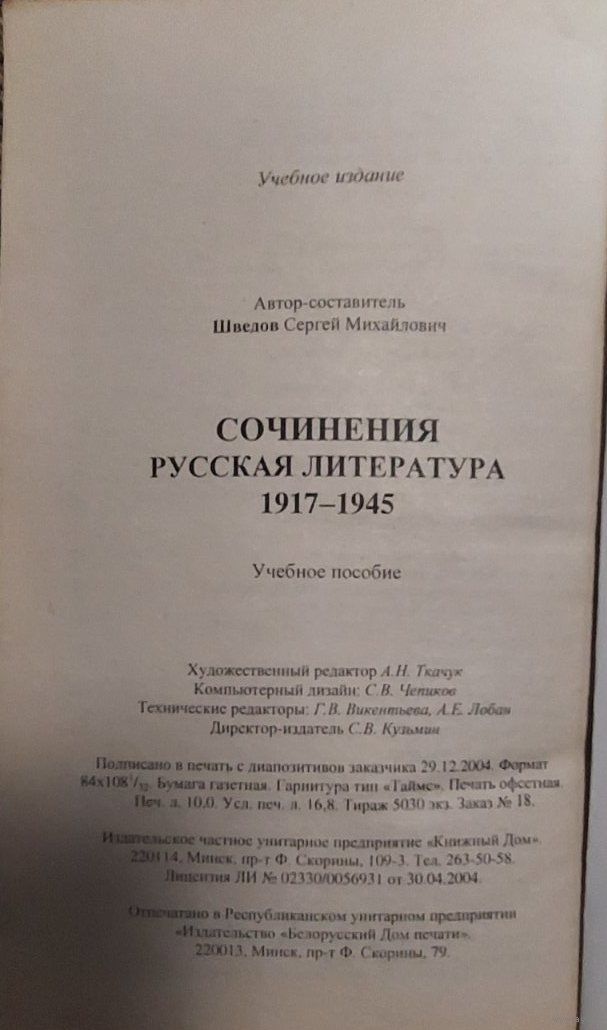 Учебное издание
Автор-составитель
Шведов Сергей Михайлович
СОЧИНЕНИЯ
РУССКАЯ ЛИТЕРАТУРА
1917–1945
Учебное пособие
Художественный редактор А.Н. Ткачук
Компьютерный дизайн: С.В. Чепиков
Технические редакторы: Г.В. Викентьева, А.Е. Лобан
Директор-издатель С.В. Кузьмин
Подписано в печать с диапозитивов заказчика 29.12.2004. Формат
84х108 1/32. Бумага газетная. Гарнитура тип «Таймс». Печать офсетная.
Печ. л. 10,0. Усл. печ. л. 16,8. Тираж 5030 экз. Заказ № 18.
Издательское частное унитарное предприятие «Книжный Дом».
220114, Минск, пр-т Ф. Скорины, 109-3. Тел. 263-50-58.
Лицензия ЛИ № 02330/0056931 от 30.04.2004.
Отпечатано в Республиканском унитарном предприятии
«Издательство «Белорусский Дом печати».
220013, Минск, пр-т Ф. Скорины, 79.